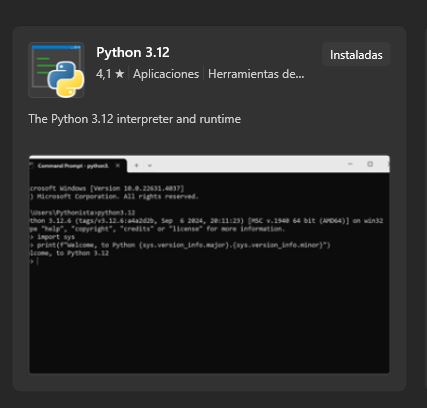 Python 3.12
Instaladas
4,1 ★ Aplicaciones Herramientas de...
The Python 3.12 interpreter and runtime
Command Prompt - python3.
crosoft Windows [Version 10.0.22631.4037]
) Microsoft Corporation. All rights reserved.
\Users\Pythonista>python3.12
thon 3.12.6 (tags/v3.12.6:a4a2d2b, Sep  6 2024, 20:11:23) [MSC v.1940 64 bit (AMD64)] on win32
pe "help", "copyright", "credits" or "license" for more information.
> import sys
> print(f"Welcome, to Python {sys.version_info.major}.{sys.version_info.minor}")
lcome, to Python 3.12
>